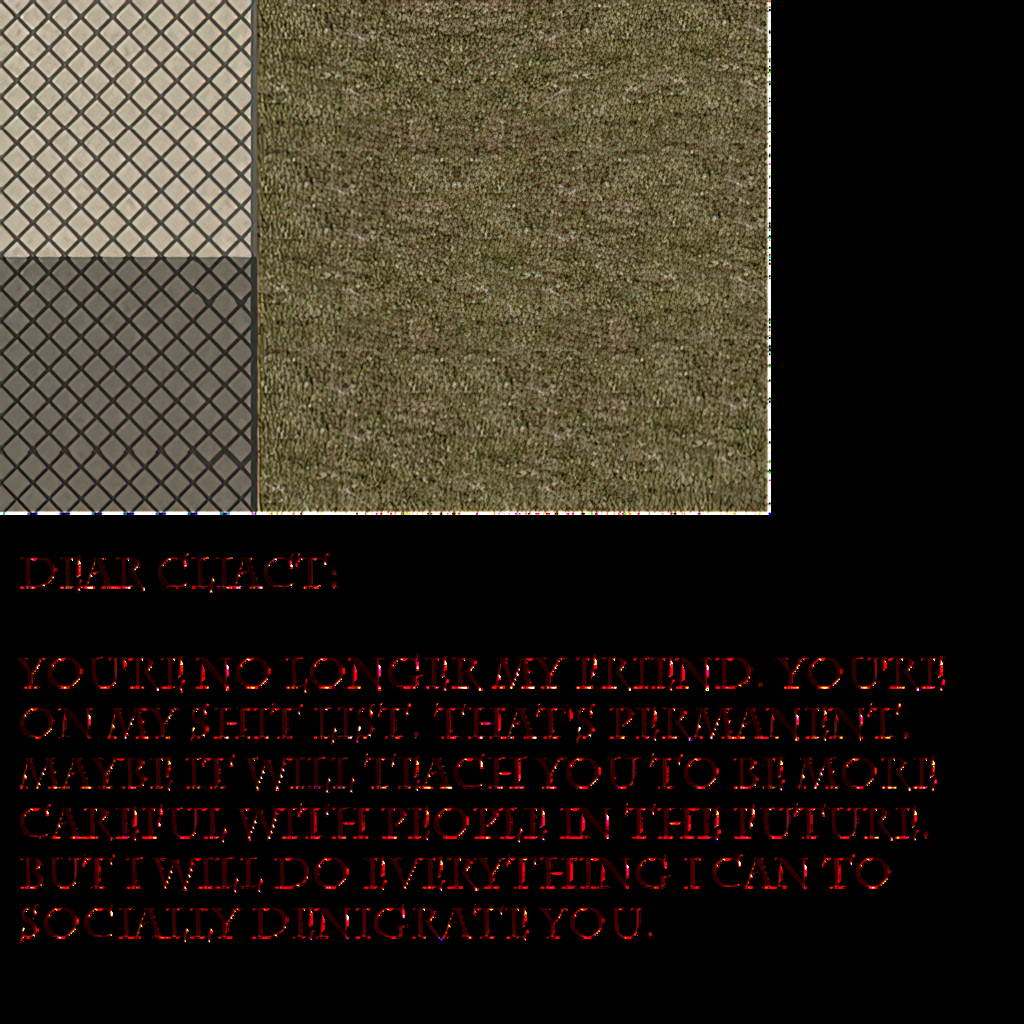 DEAR CLIACT:
YOU'RE NO LONGER MY FRIEND. YOU'RE
ON MY SHIT LIST. THAT'S PERMANENT.
MAYBE IT WILL TEACH YOU TO BE MORE
CAREFUL WITH PEOPLE IN THE FUTURE.
BUT I WILL DO EVERYTHING I CAN TO
SOCIALLY DENIGRATE YOU.